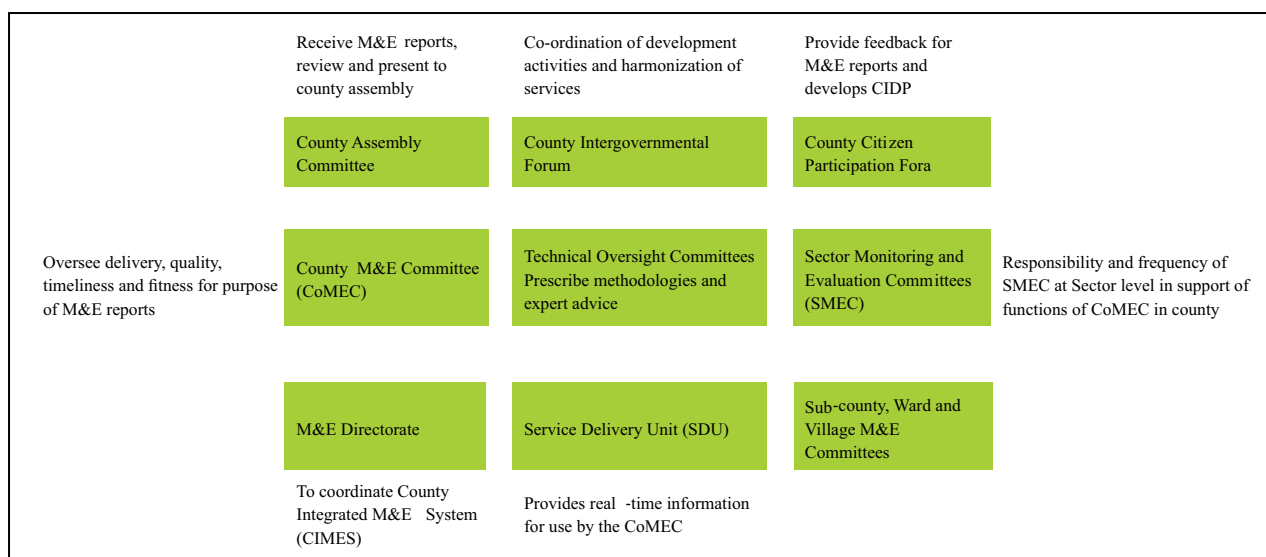 Receive M&E reports,
review and present to
county assembly
Co-ordination of development
activities and harmonization of
services
Provide feedback for
M&E reports and
develops CIDP
County Assembly
Committee
County Intergovernmental
Forum
County Citizen
Participation Fora
Oversee delivery, quality,
timeliness and fitness for purpose
of M&E reports
County M&E Committee
(CoMEC)
Technical Oversight Committees
Prescribe methodologies and
expert advice
Sector Monitoring and
Evaluation Committees
(SMEC)
Responsibility and frequency of
SMEC at Sector level in support of
functions of CoMEC in county
M&E Directorate
Service Delivery Unit (SDU)
Sub-county, Ward and
Village M&E
Committees
To coordinate County
Integrated M&E System
(CIMES)
Provides real -time information
for use by the CoMEC